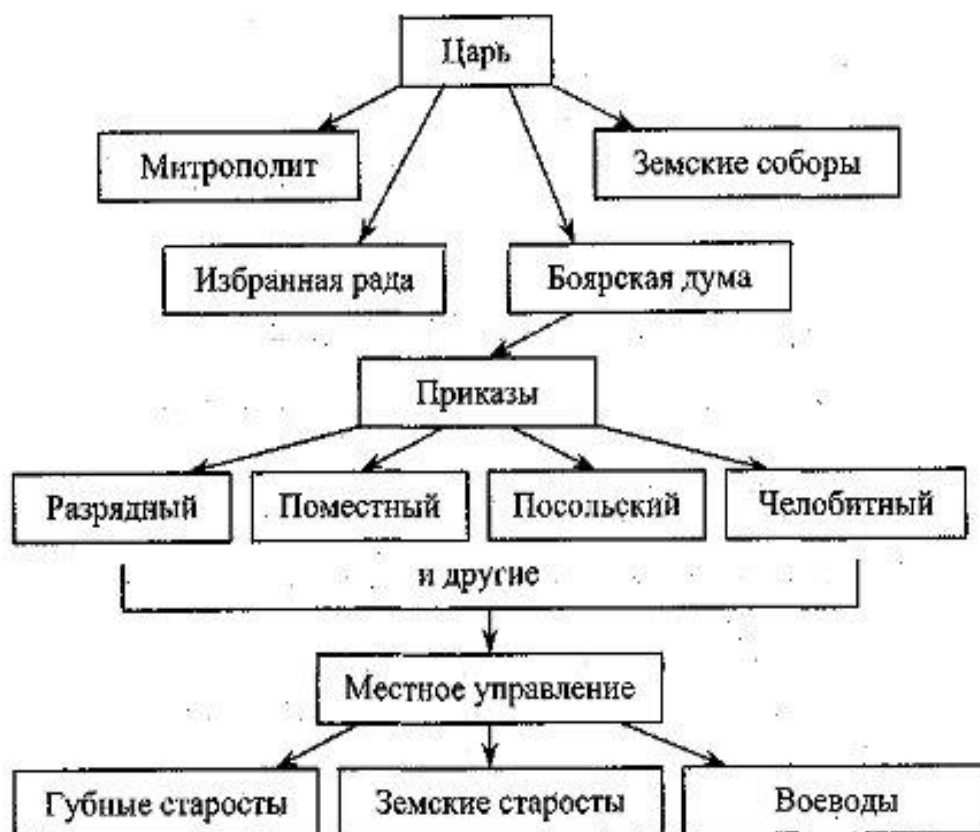 Царь
Митрополит
Земские соборы
Избранная рада
Боярская дума
Приказы
Разрядный
Поместный
Посольский
Челобитный
и другие
Местное управление
Губные старосты
Земские старосты
Воеводы